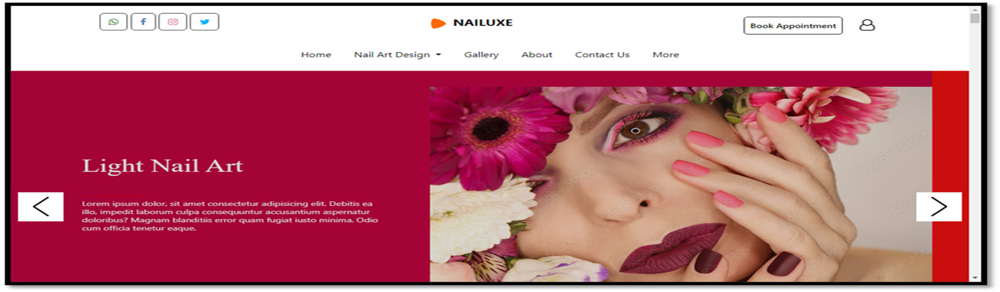 NAILUXE
Book Appointment
Home Nail Art Design Gallery About Contact Us More
Light Nail Art
Lorem ipsum dolor, sit amet consectetur adipisicing elit. Debitis ea
illo, impedit laborum culpa consequuntur accusantium aspernatur
doloribus? Magnam blanditiis error quam fugiat iusto minima. Odio
cum officia tenetur eaque.
Adobe Stock